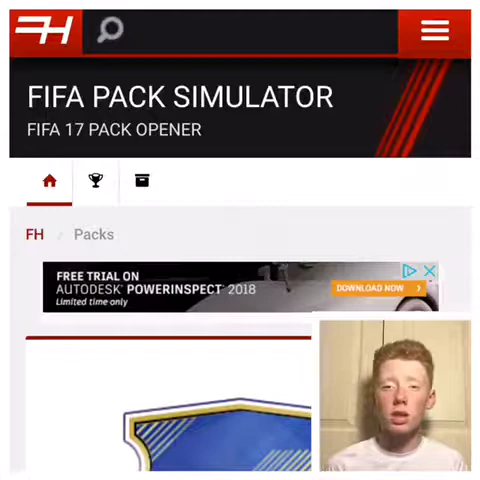 FH
FIFA PACK SIMULATOR
FIFA 17 PACK OPENER
FH / Packs
FREE TRIAL ON
AUTODESK® POWERINSPECT® 2018
Limited time only
DOWNLOAD NOW